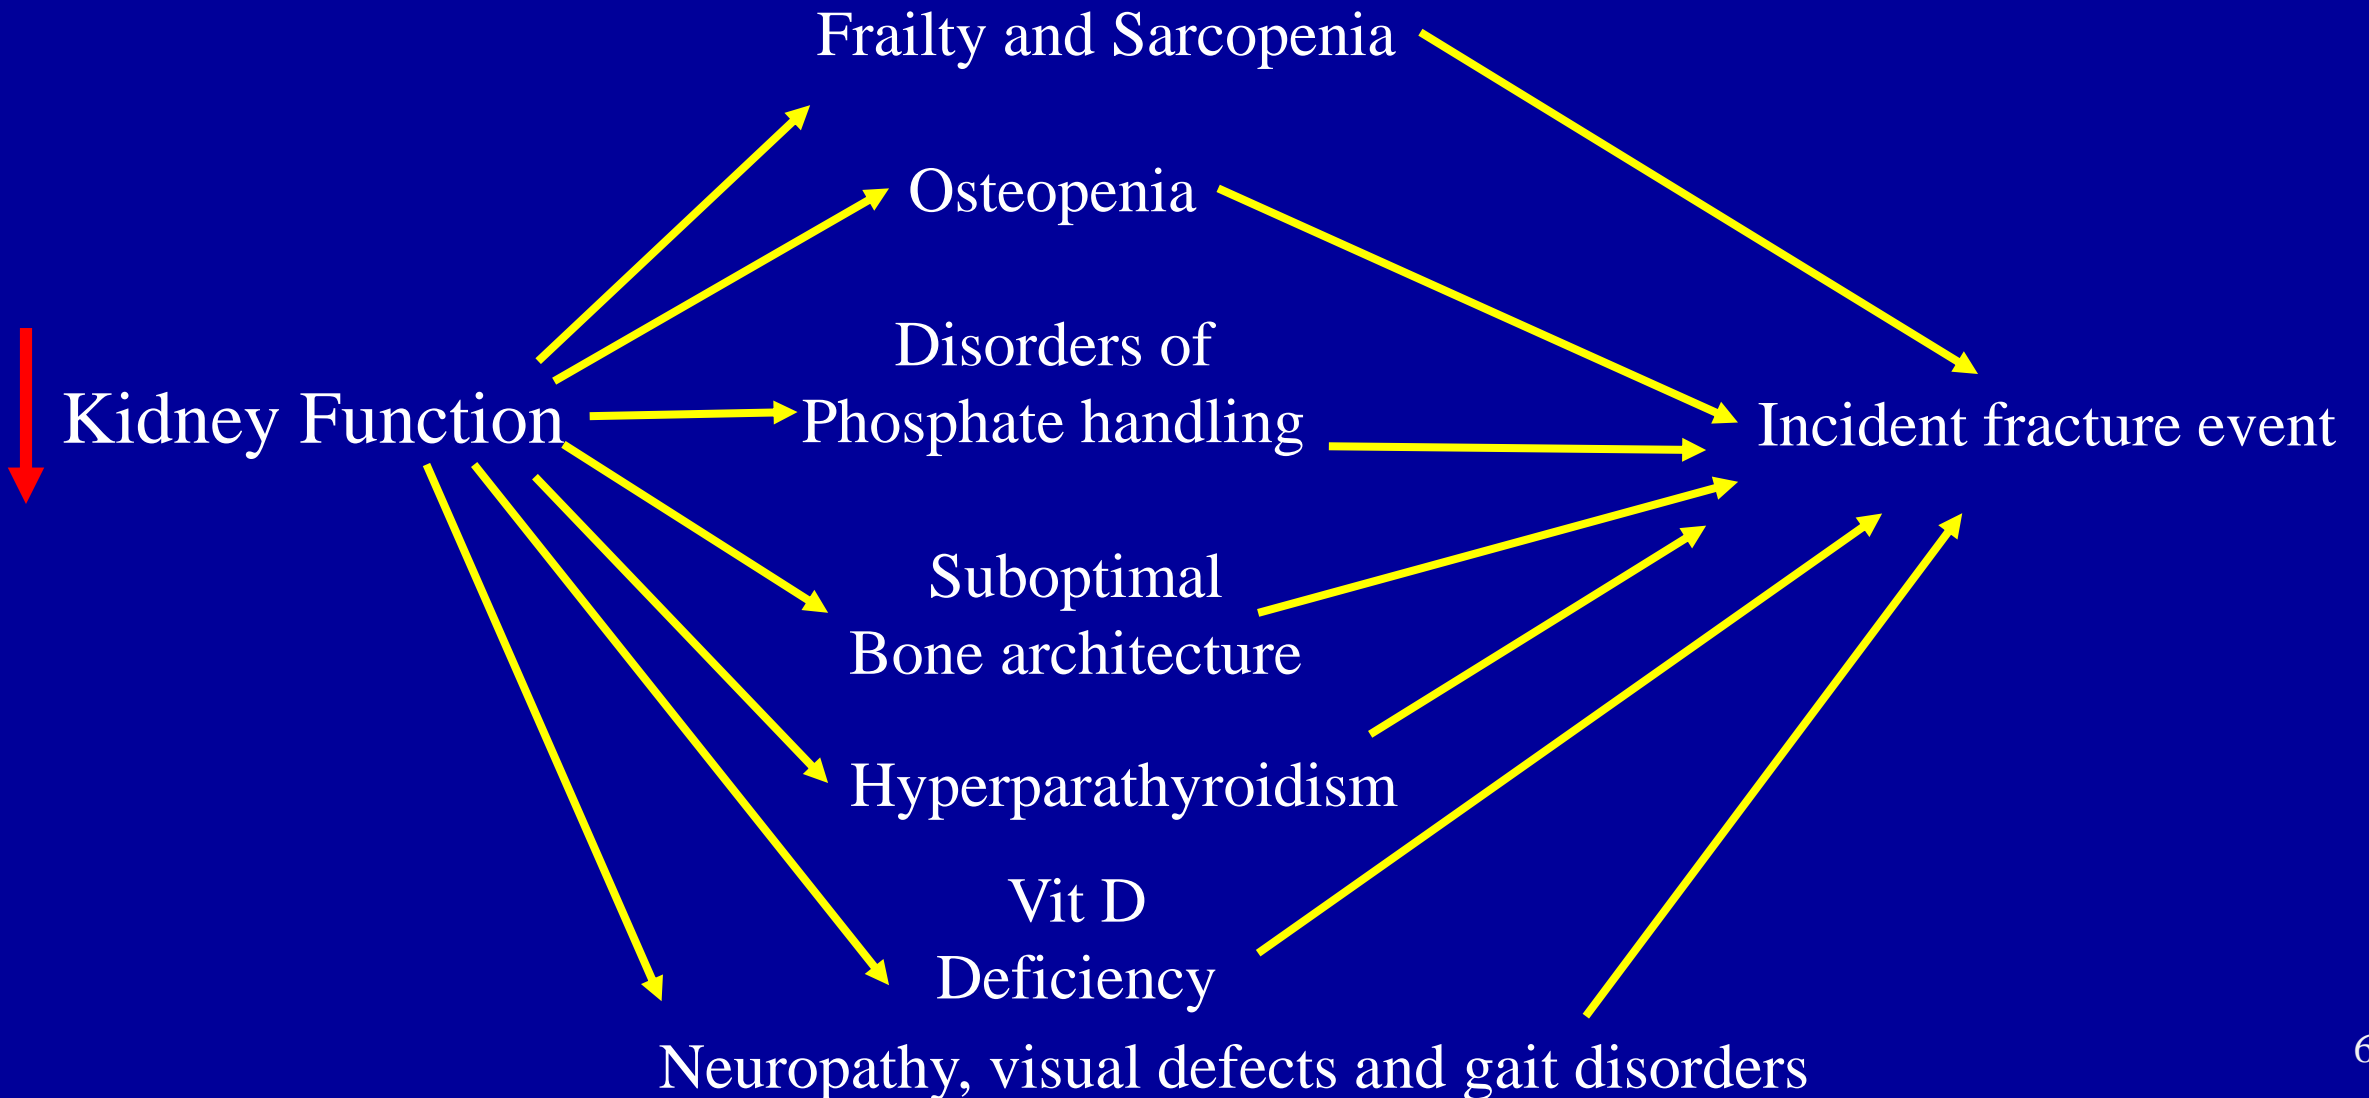 Frailty and Sarcopenia
Osteopenia
Disorders of
Phosphate handling
Kidney Function
Incident fracture event
Suboptimal
Bone architecture
Hyperparathyroidism
Vit D
Deficiency
Neuropathy, visual defects and gait disorders
6